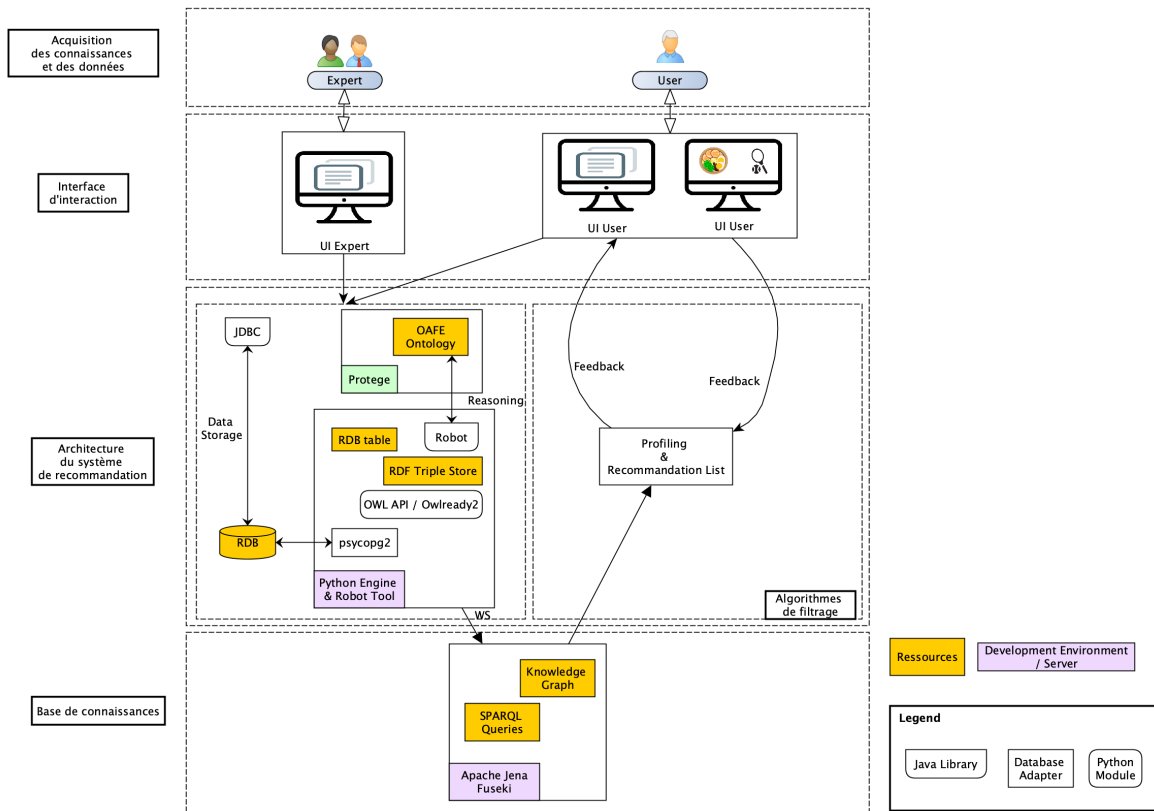 Acquisition
des connaissances
et des données
Expert
User
Interface
d'interaction
UI Expert
UI User
UI User
JDBC
OAFE
Ontology
Protege
Reasoning
Feedback
Feedback
Data
Storage
RDB table
Robot
RDF Triple Store
OWL API / Owlready2
RDB
psycopg2
Python Engine
& Robot Tool
WS
Profiling
&
Recommandation List
Architecture
du système
de recommandation
Algorithmes
de filtrage
Base de connaissances
Knowledge
Graph
SPARQL
Queries
Apache Jena
Fuseki
Ressources
Development Environment
/ Server
Legend
Java Library
Database
Adapter
Python
Module